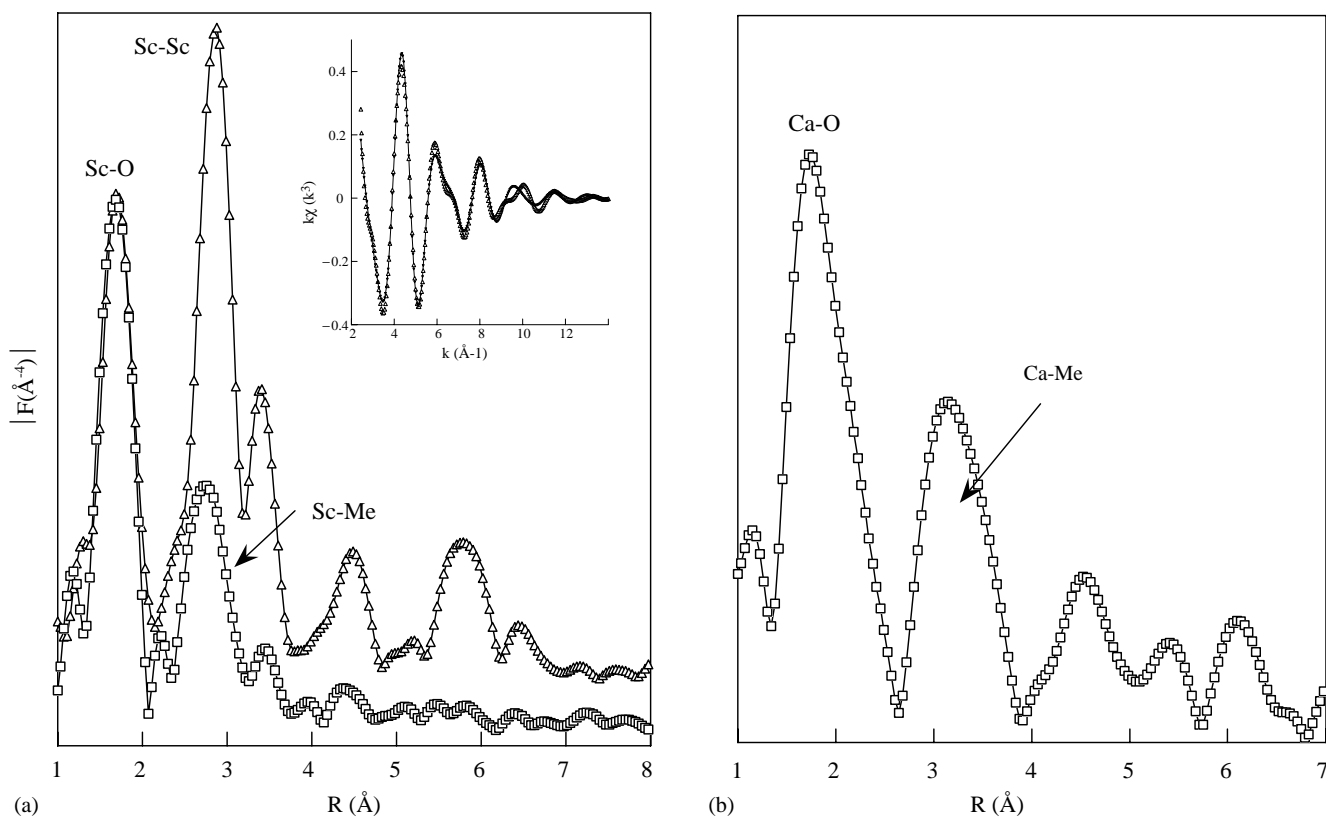 Sc-Sc
Sc-O
Sc-Me
|F(Å-4)|
1 2 3 4 5 6 7 8
(a) R (Å)
0.4
0.2
0
−0.2
−0.4
kχ (k3)
2 4 6 8 10 12
k (Å-1)
Ca-O
Ca-Me
1 2 3 4 5 6 7
(b) R (Å)